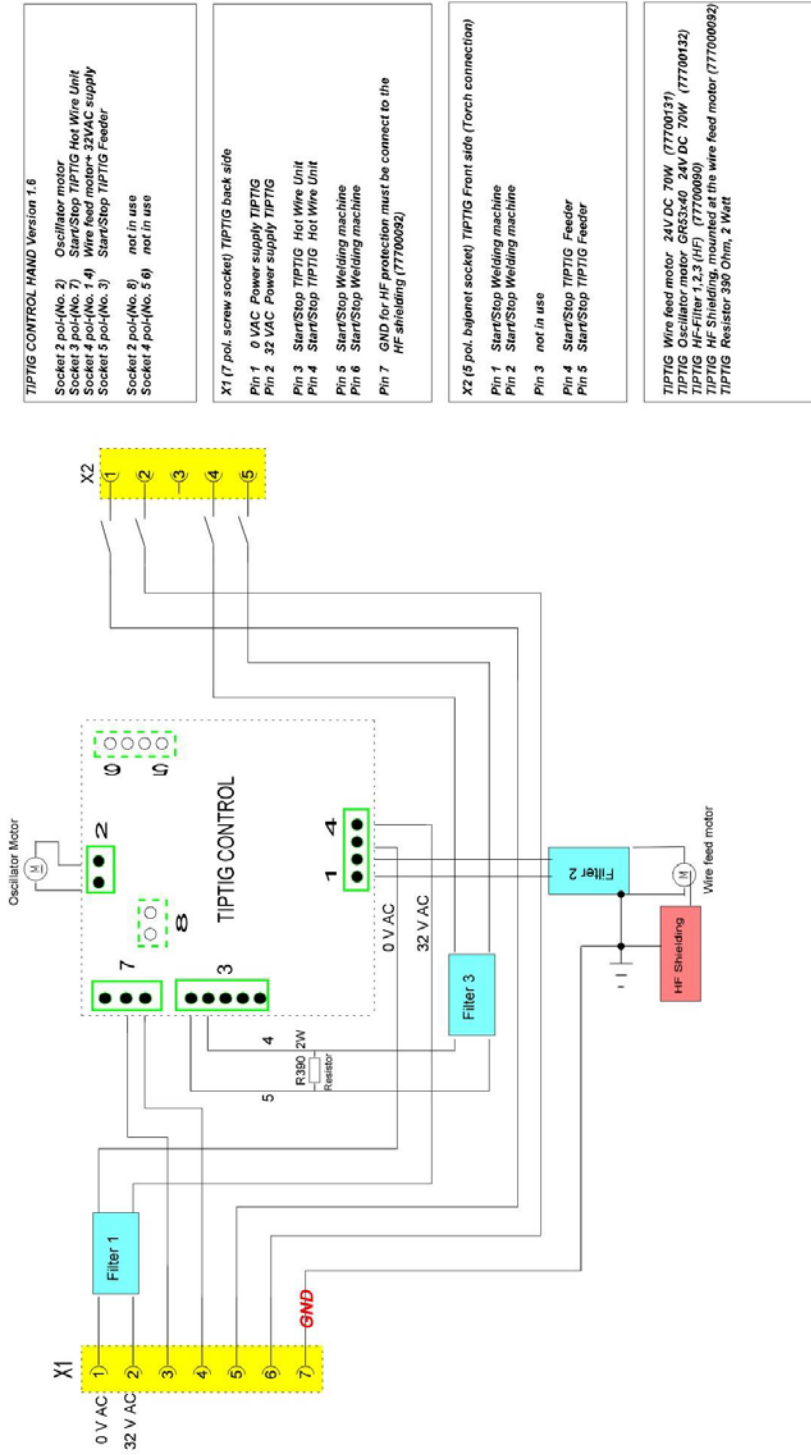 TIPTIG CONTROL HAND Version 1.6
Socket 2 pol-(No. 2) Oscillator motor
Socket 3 pol-(No. 7) Start/Stop TIPTIG Hot Wire Unit
Socket 4 pol-(No. 1 4) Wire feed motor+ 32VAC supply
Socket 5 pol-(No. 3) Start/Stop TIPTIG Feeder
Socket 2 pol-(No. 8) not in use
Socket 4 pol-(No. 5 6) not in use
X1 (7 pol. screw socket) TIPTIG back side
Pin 1 0 VAC Power supply TIPTIG
Pin 2 32 VAC Power supply TIPTIG
Pin 3 Start/Stop TIPTIG Hot Wire Unit
Pin 4 Start/Stop TIPTIG Hot Wire Unit
Pin 5 Start/Stop Welding machine
Pin 6 Start/Stop Welding machine
Pin 7 GND for HF protection must be connect to the
HF shielding (77700092)
X2 (5 pol. bajonet socket) TIPTIG Front side (Torch connection)
Pin 1 Start/Stop Welding machine
Pin 2 Start/Stop Welding machine
Pin 3 not in use
Pin 4 Start/Stop TIPTIG Feeder
Pin 5 Start/Stop TIPTIG Feeder
TIPTIG Wire feed motor 24V DC 70W (77700131)
TIPTIG Oscillator motor GR53x40 24V DC 70W (77700132)
TIPTIG HF-Filter 1,2,3 (HF) (77700090)
TIPTIG HF Shielding, mounted at the wire feed motor (777000092)
TIPTIG Resistor 390 Ohm, 2 Watt
X2
1
2
3
4
5
Oscillator Motor
M
2
6
5
8
7
3
TIPTIG CONTROL
1 4
5
4
R390 2W
Resistor
0 V AC
32 V AC
Filter 1
Filter 3
Filter 2
M
Wire feed motor
HF Shielding
X1
0 V AC
32 V AC
1
2
3
4
5
6
7
GND